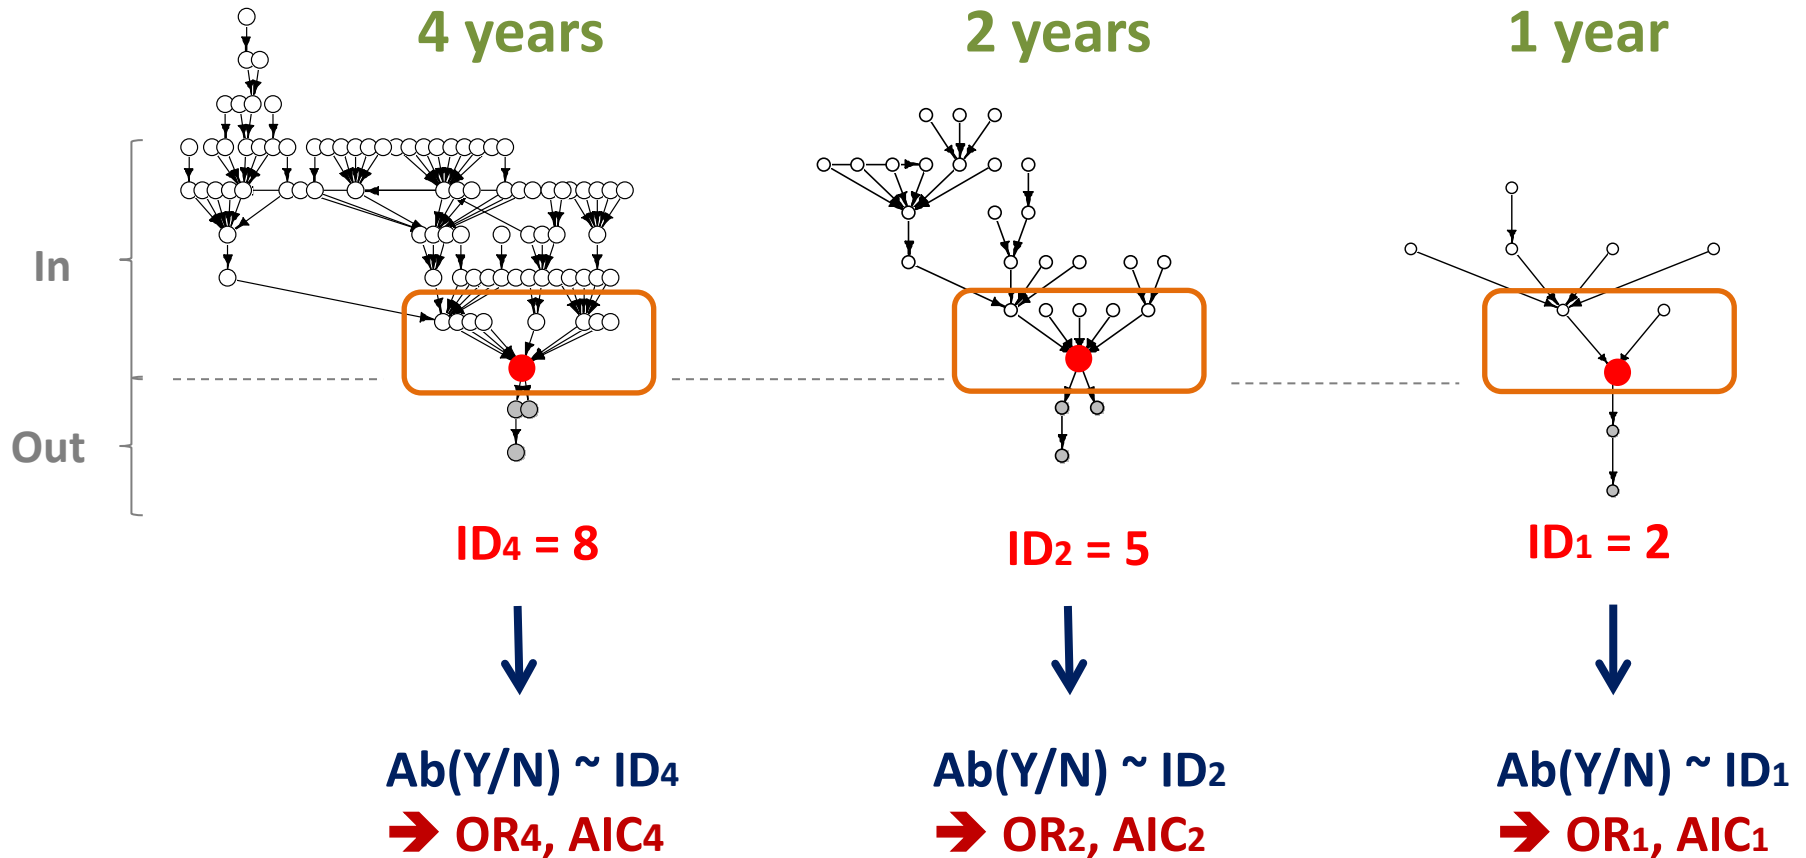 4 years
2 years
1 year
In
Out
ID4 = 8
ID2 = 5
ID1 = 2
Ab(Y/N) ~ ID4
Ab(Y/N) ~ ID2
Ab(Y/N) ~ ID1
➔ OR4, AIC4
➔ OR2, AIC2
➔ OR1, AIC1